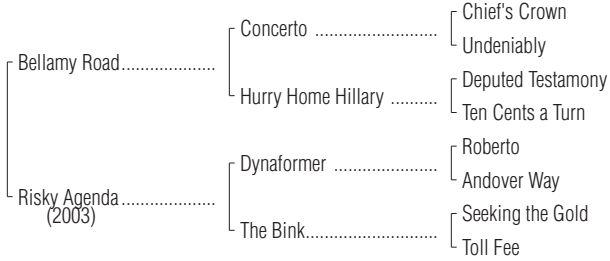 Chief's Crown
Concerto ......................
Undeniably
Bellamy Road...................
Deputed Testamony
Hurry Home Hillary ..........
Ten Cents a Turn
Roberto
Dynaformer ...................
Andover Way
Risky Agenda...................
(2003)
Seeking the Gold
The Bink........................
Toll Fee